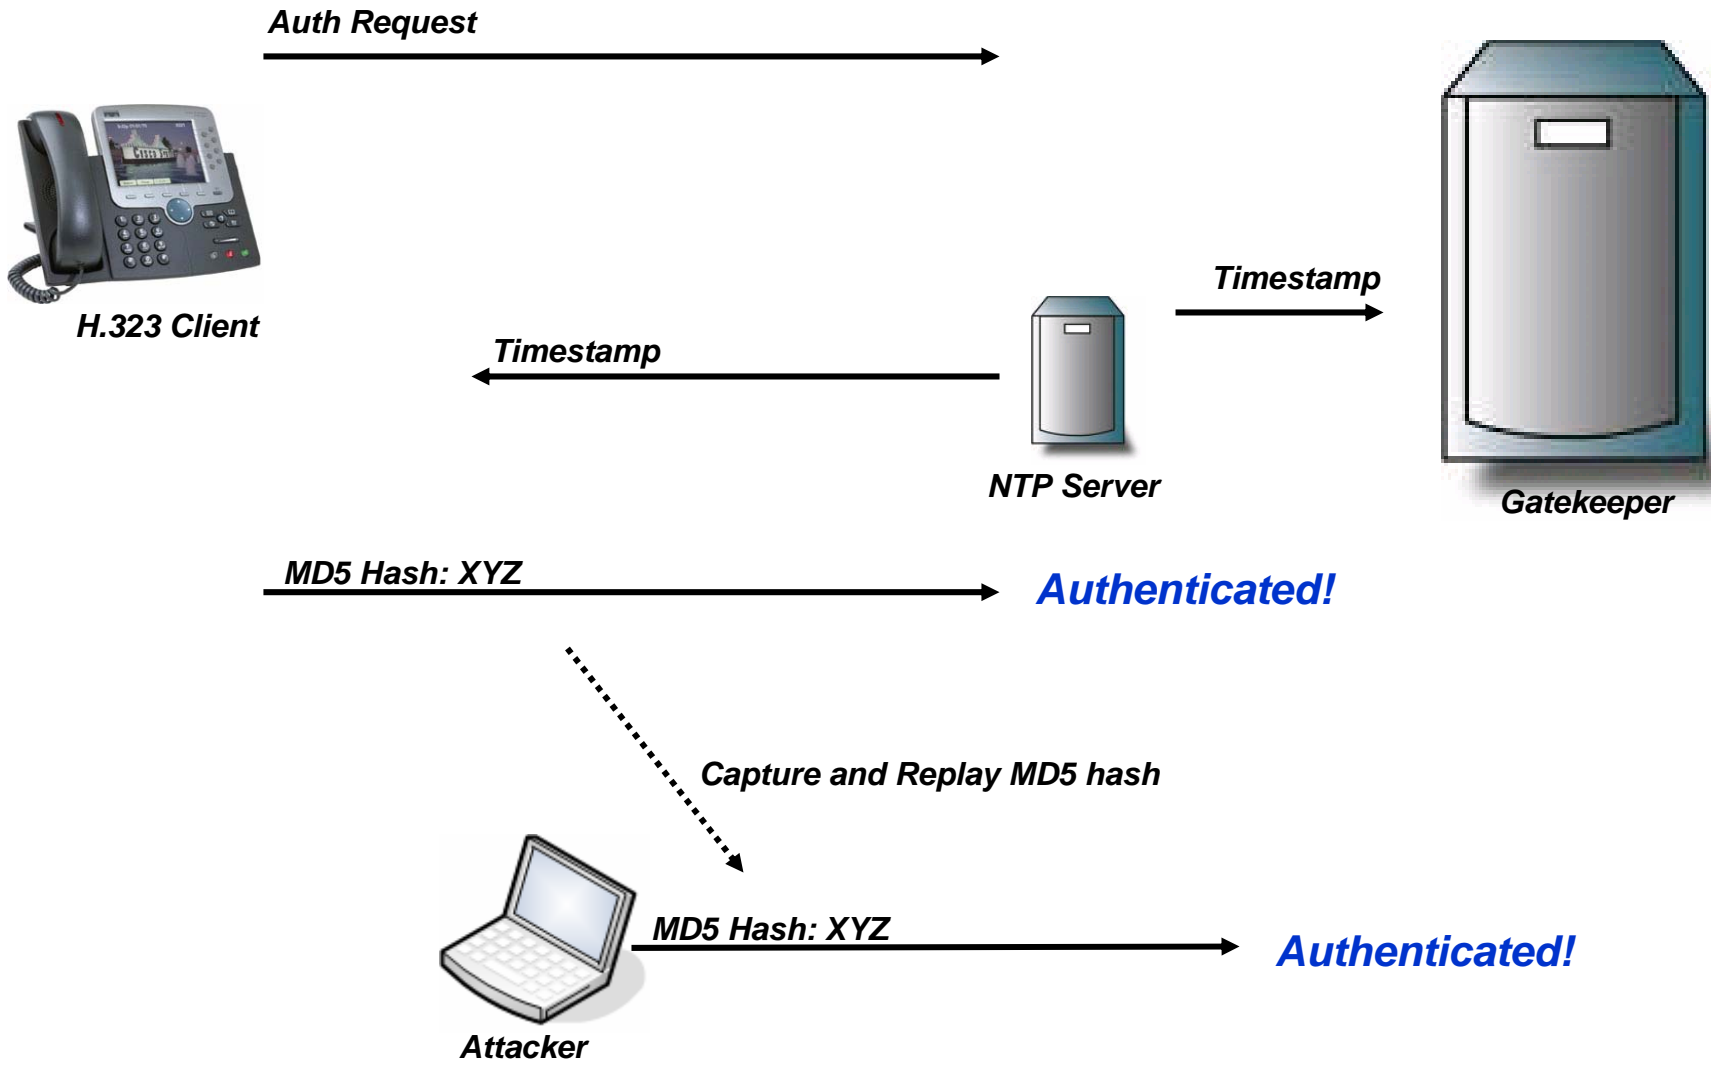 Auth Request
Timestamp
H.323 Client
Timestamp
NTP Server
Gatekeeper
MD5 Hash: XYZ
Authenticated!
Capture and Replay MD5 hash
MD5 Hash: XYZ
Authenticated!
Attacker